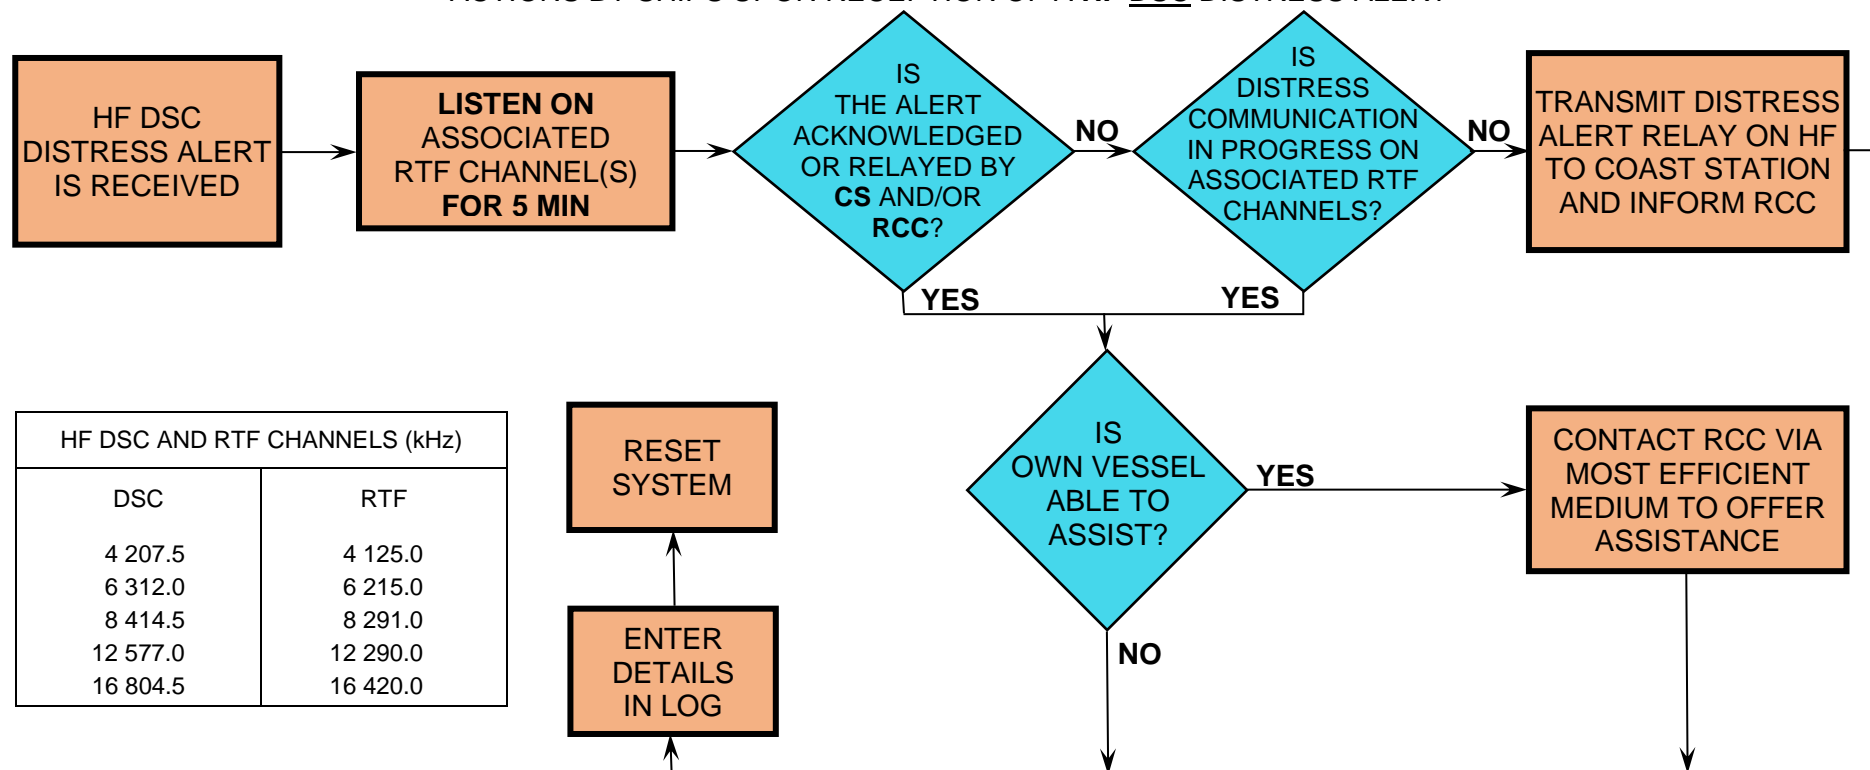 HF DSC
DISTRESS ALERT
IS RECEIVED
LISTEN ON
ASSOCIATED
RTF CHANNEL(S)
FOR 5 MIN
IS
THE ALERT
ACKNOWLEDGED
OR RELAYED BY
CS AND/OR
RCC?
NO
YES
IS
DISTRESS
COMMUNICATION
IN PROGRESS ON
ASSOCIATED RTF
CHANNELS?
NO
YES
TRANSMIT DISTRESS
ALERT RELAY ON HF
TO COAST STATION
AND INFORM RCC
IS
OWN VESSEL
ABLE TO
ASSIST?
YES
NO
CONTACT RCC VIA
MOST EFFICIENT
MEDIUM TO OFFER
ASSISTANCE
RESET
SYSTEM
ENTER
DETAILS
IN LOG
HF DSC AND RTF CHANNELS (kHz)
DSC RTF
4 207.5 4 125.0
6 312.0 6 215.0
8 414.5 8 291.0
12 577.0 12 290.0
16 804.5 16 420.0